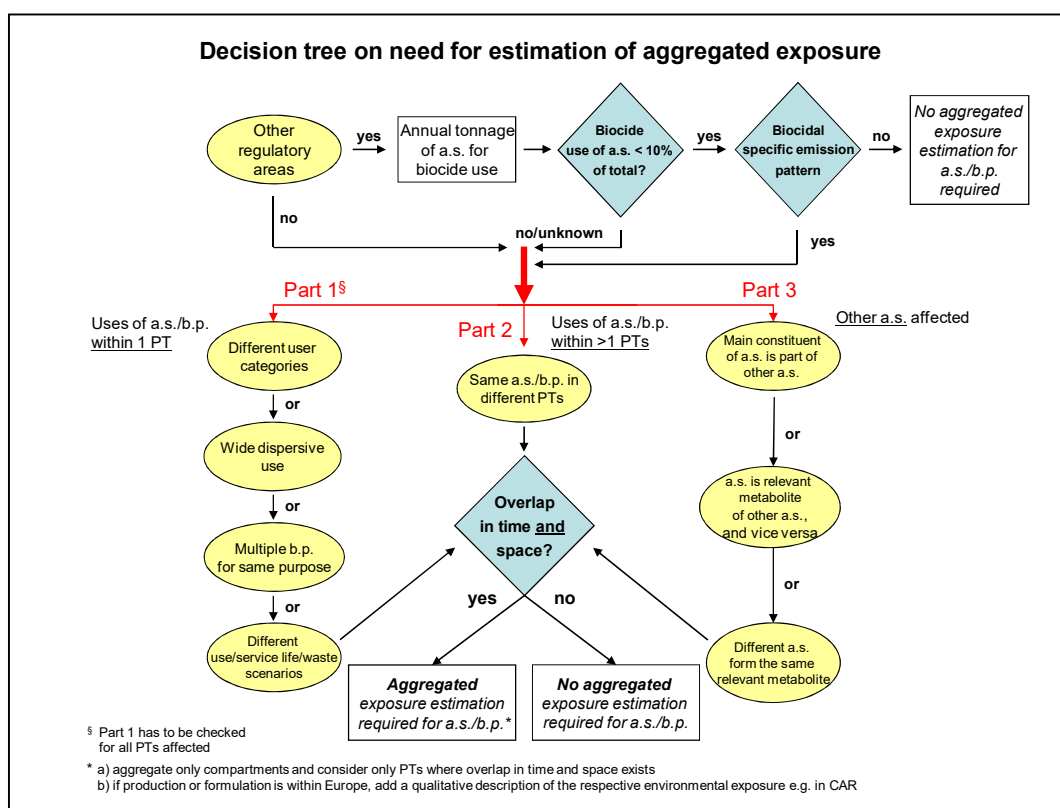 Decision tree on need for estimation of aggregated exposure
Other
regulatory
areas
yes
Annual tonnage
of a.s. for
biocide use
Biocide
use of a.s. < 10%
of total?
yes
Biocidal
specific emission
pattern
no
No aggregated
exposure
estimation for
a.s./b.p.
required
no
no/unknown
yes
Part 1§
Part 2
Part 3
Uses of a.s./b.p.
within 1 PT
Uses of a.s./b.p.
within >1 PTs
Other a.s. affected
Different user
categories
or
Wide dispersive
use
or
Multiple b.p.
for same purpose
or
Different
use/service life/waste
scenarios
Same a.s./b.p. in
different PTs
Overlap
in time and
space?
yes
no
Main constituent
of a.s. is part of
other a.s.
or
a.s. is relevant
metabolite
of other a.s.,
and vice versa
or
Different a.s.
form the same
relevant metabolite
Aggregated
exposure estimation
required for a.s./b.p.*
No aggregated
exposure estimation
required for a.s./b.p.
§ Part 1 has to be checked
for all PTs affected
* a) aggregate only compartments and consider only PTs where overlap in time and space exists
b) if production or formulation is within Europe, add a qualitative description of the respective environmental exposure e.g. in CAR